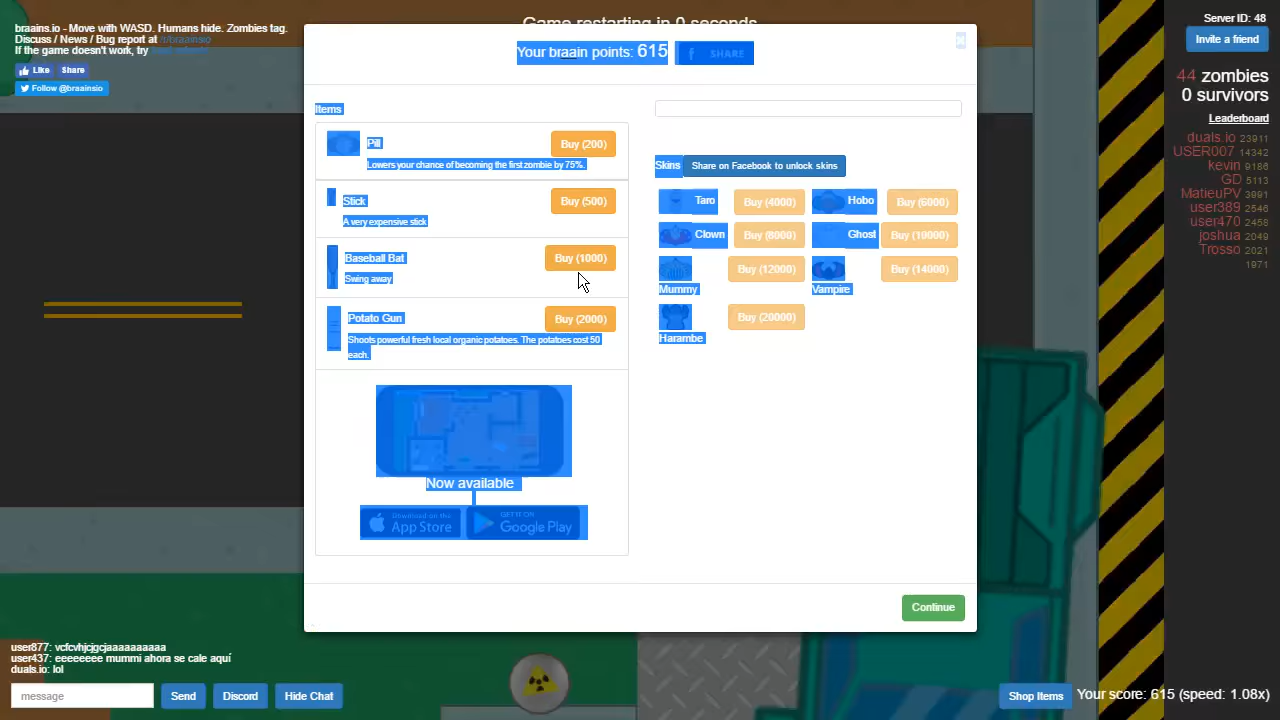 Game restarting in 0 seconds
braains.io - Move with WASD. Humans hide. Zombies tag.
Discuss / News / Bug report at /r/braainsio
If the game doesn't work, try
Like Share
Follow @braainsio
Server ID: 48
Invite a friend
44 zombies
0 survivors
Leaderboard
duals.io 23911
USER007 14342
kevin 9186
GD 5113
MatieuPV 3991
user389 2546
user470 2458
joshua 2049
Trosso 2021
1971
Your braain points: 615
SHARE
Items
Pill
Buy (200)
Lowers your chance of becoming the first zombie by 75%.
Stick
Buy (500)
A very expensive stick
Baseball Bat
Buy (1000)
Swing away
Potato Gun
Buy (2000)
Shoots powerful fresh local organic potatoes. The potatoes cost 50
each.
Now available
Download on the
App Store
GET IT ON
Google Play
Skins Share on Facebook to unlock skins
Taro Buy (4000) Hobo Buy (6000)
Clown Buy (8000) Ghost Buy (10000)
Mummy Buy (12000) Vampire Buy (14000)
Harambe Buy (20000)
Continue
user877: vcfcvhjcjgcjaaaaaaaaaa
user437: eeeeeeee mummi ahora se cale aquí
duals.io: lol
message Send Discord Hide Chat
Shop Items Your score: 615 (speed: 1.08x)